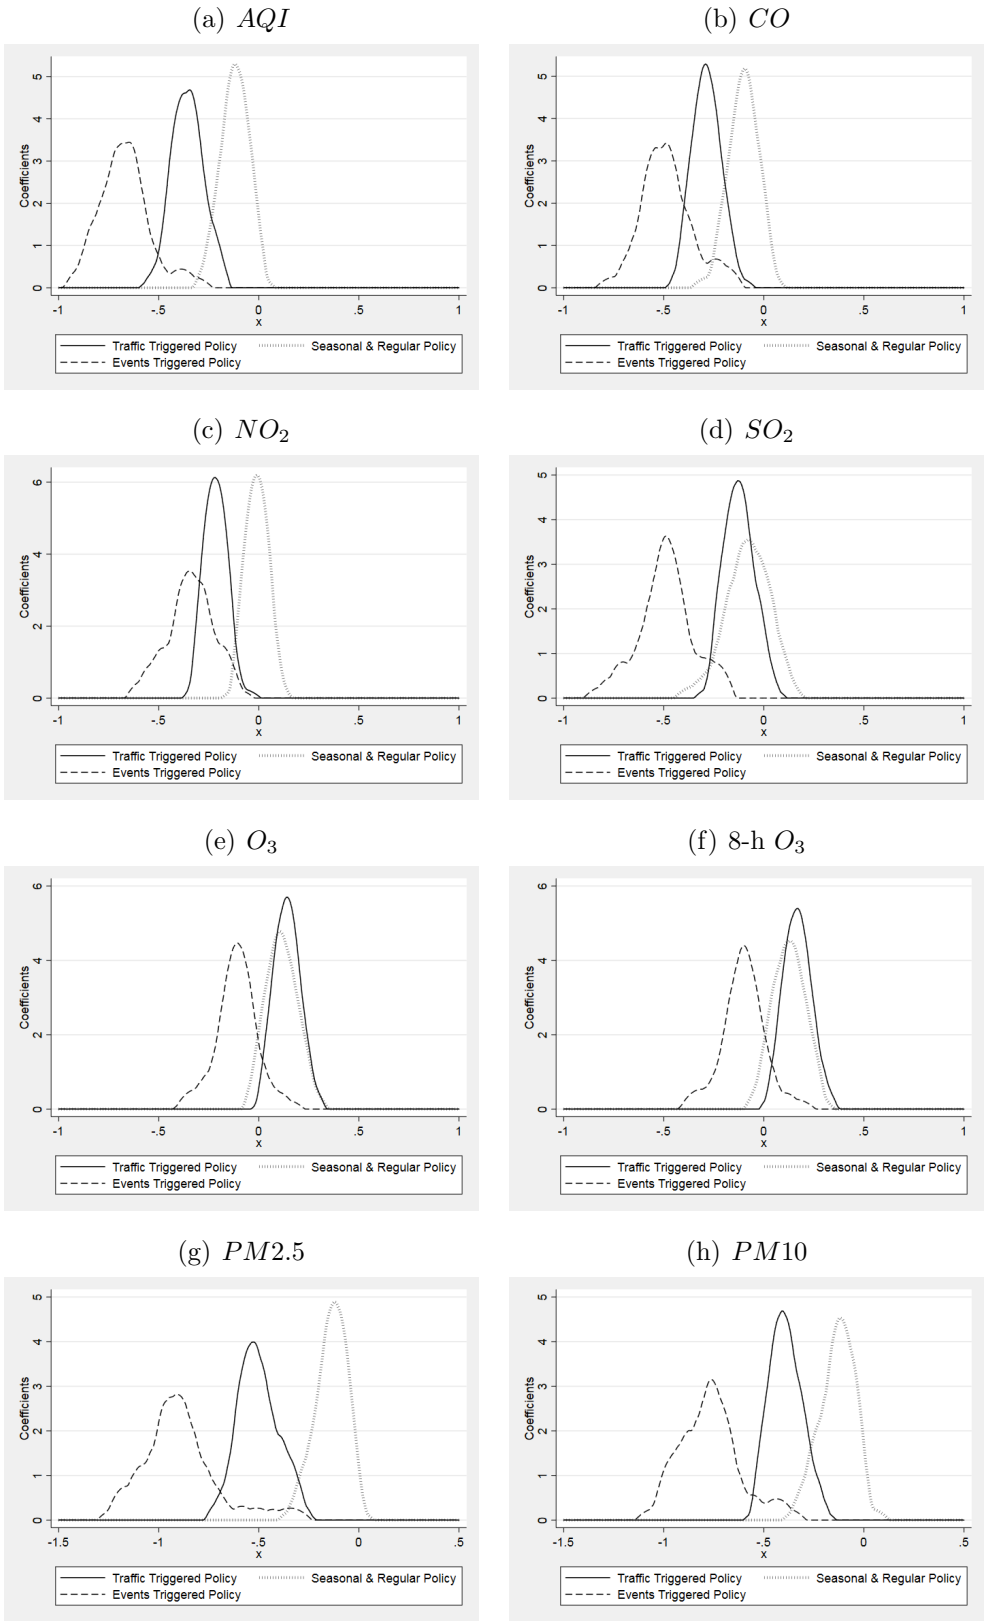 (a) AQI
Coefficients
5
4
3
2
1
0
-1 -.5 0 .5 1
x
Traffic Triggered Policy Seasonal & Regular Policy
Events Triggered Policy
(b) CO
Coefficients
5
4
3
2
1
0
-1 -.5 0 .5 1
x
Traffic Triggered Policy Seasonal & Regular Policy
Events Triggered Policy
(c) NO₂
Coefficients
6
4
2
0
-1 -.5 0 .5 1
x
Traffic Triggered Policy Seasonal & Regular Policy
Events Triggered Policy
(d) SO₂
Coefficients
5
4
3
2
1
0
-1 -.5 0 .5 1
x
Traffic Triggered Policy Seasonal & Regular Policy
Events Triggered Policy
(e) O₃
Coefficients
6
4
2
0
-1 -.5 0 .5 1
x
Traffic Triggered Policy Seasonal & Regular Policy
Events Triggered Policy
(f) 8-h O₃
Coefficients
6
4
2
0
-1 -.5 0 .5 1
x
Traffic Triggered Policy Seasonal & Regular Policy
Events Triggered Policy
(g) PM2.5
Coefficients
5
4
3
2
1
0
-1.5 -1 -.5 0 .5
x
Traffic Triggered Policy Seasonal & Regular Policy
Events Triggered Policy
(h) PM10
Coefficients
5
4
3
2
1
0
-1.5 -1 -.5 0 .5
x
Traffic Triggered Policy Seasonal & Regular Policy
Events Triggered Policy